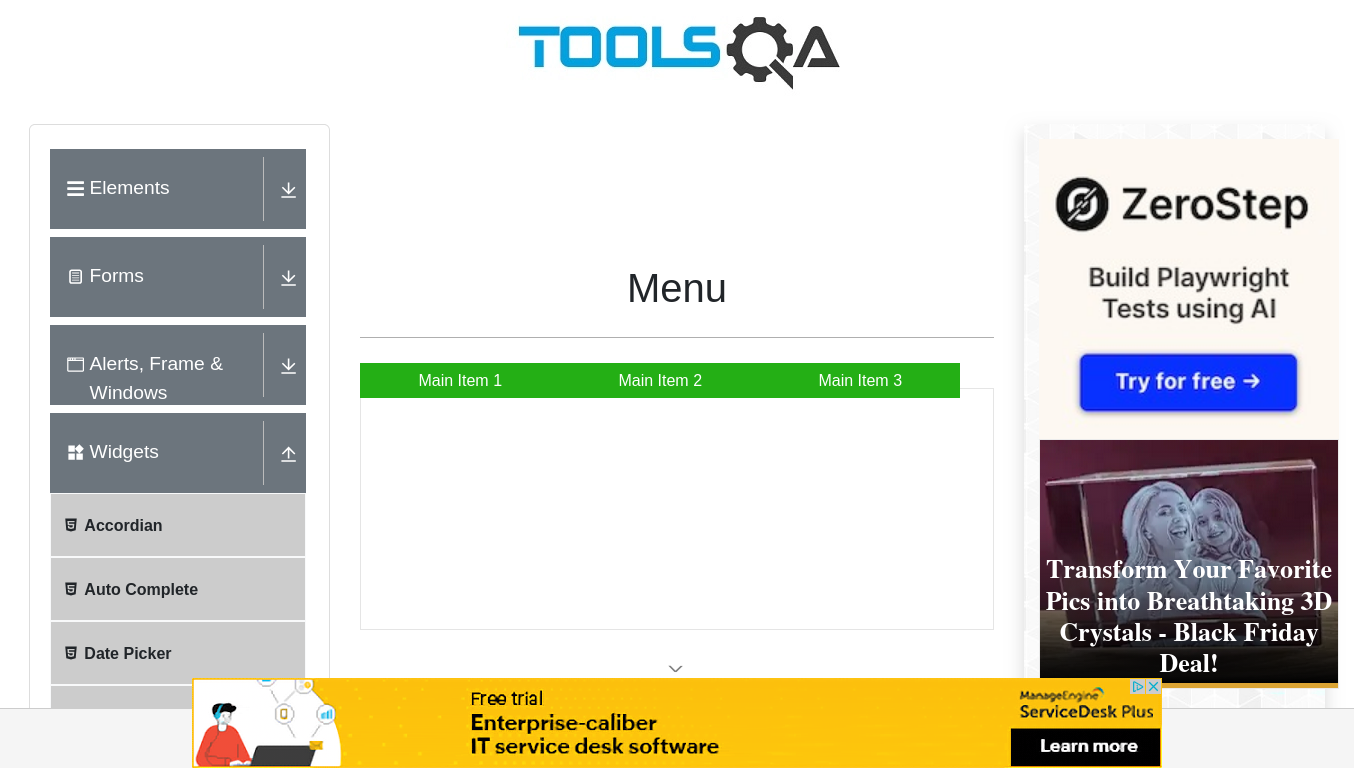 TOOLSQA
Elements
Forms
Alerts, Frame &
Windows
Widgets
Accordian
Auto Complete
Date Picker
Menu
Main Item 1
Main Item 2
Main Item 3
ZeroStep
Build Playwright
Tests using AI
Try for free →
Transform Your Favorite
Pics into Breathtaking 3D
Crystals - Black Friday
Deal!
Free trial
Enterprise-caliber
IT service desk software
ManageEngine
ServiceDesk Plus
Learn more